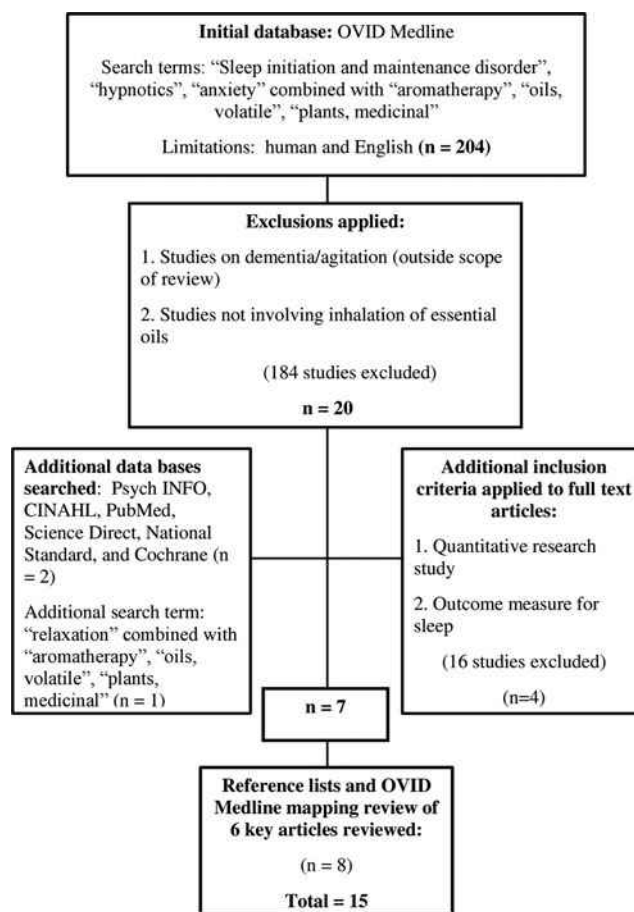 Initial database: OVID Medline
Search terms: “Sleep initiation and maintenance disorder”,
“hypnotics”, “anxiety” combined with “aromatherapy”, “oils,
volatile”, “plants, medicinal”
Limitations: human and English (n = 204)
Exclusions applied:
1. Studies on dementia/agitation (outside scope
of review)
2. Studies not involving inhalation of essential
oils
(184 studies excluded)
n = 20
Additional data bases
searched: Psych INFO,
CINAHL, PubMed,
Science Direct, National
Standard, and Cochrane (n
= 2)
Additional search term:
“relaxation” combined with
“aromatherapy”, “oils,
volatile”, “plants,
medicinal” (n = 1)
Additional inclusion
criteria applied to full text
articles:
1. Quantitative research
study
2. Outcome measure for
sleep
(16 studies excluded)
(n=4)
n = 7
Reference lists and OVID
Medline mapping review of
6 key articles reviewed:
(n = 8)
Total = 15